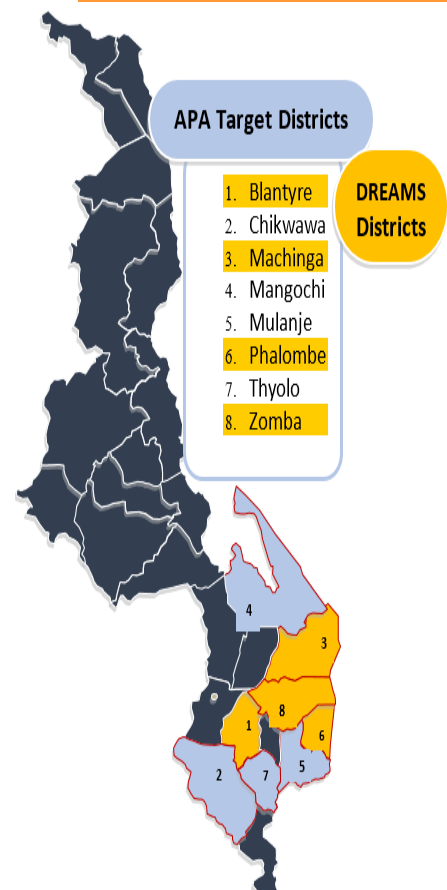 APA Target Districts
DREAMS
Districts
1. Blantyre
2. Chikwawa
3. Machinga
4. Mangochi
5. Mulanje
6. Phalombe
7. Thyolo
8. Zomba
4
3
8
1
6
5
2
7